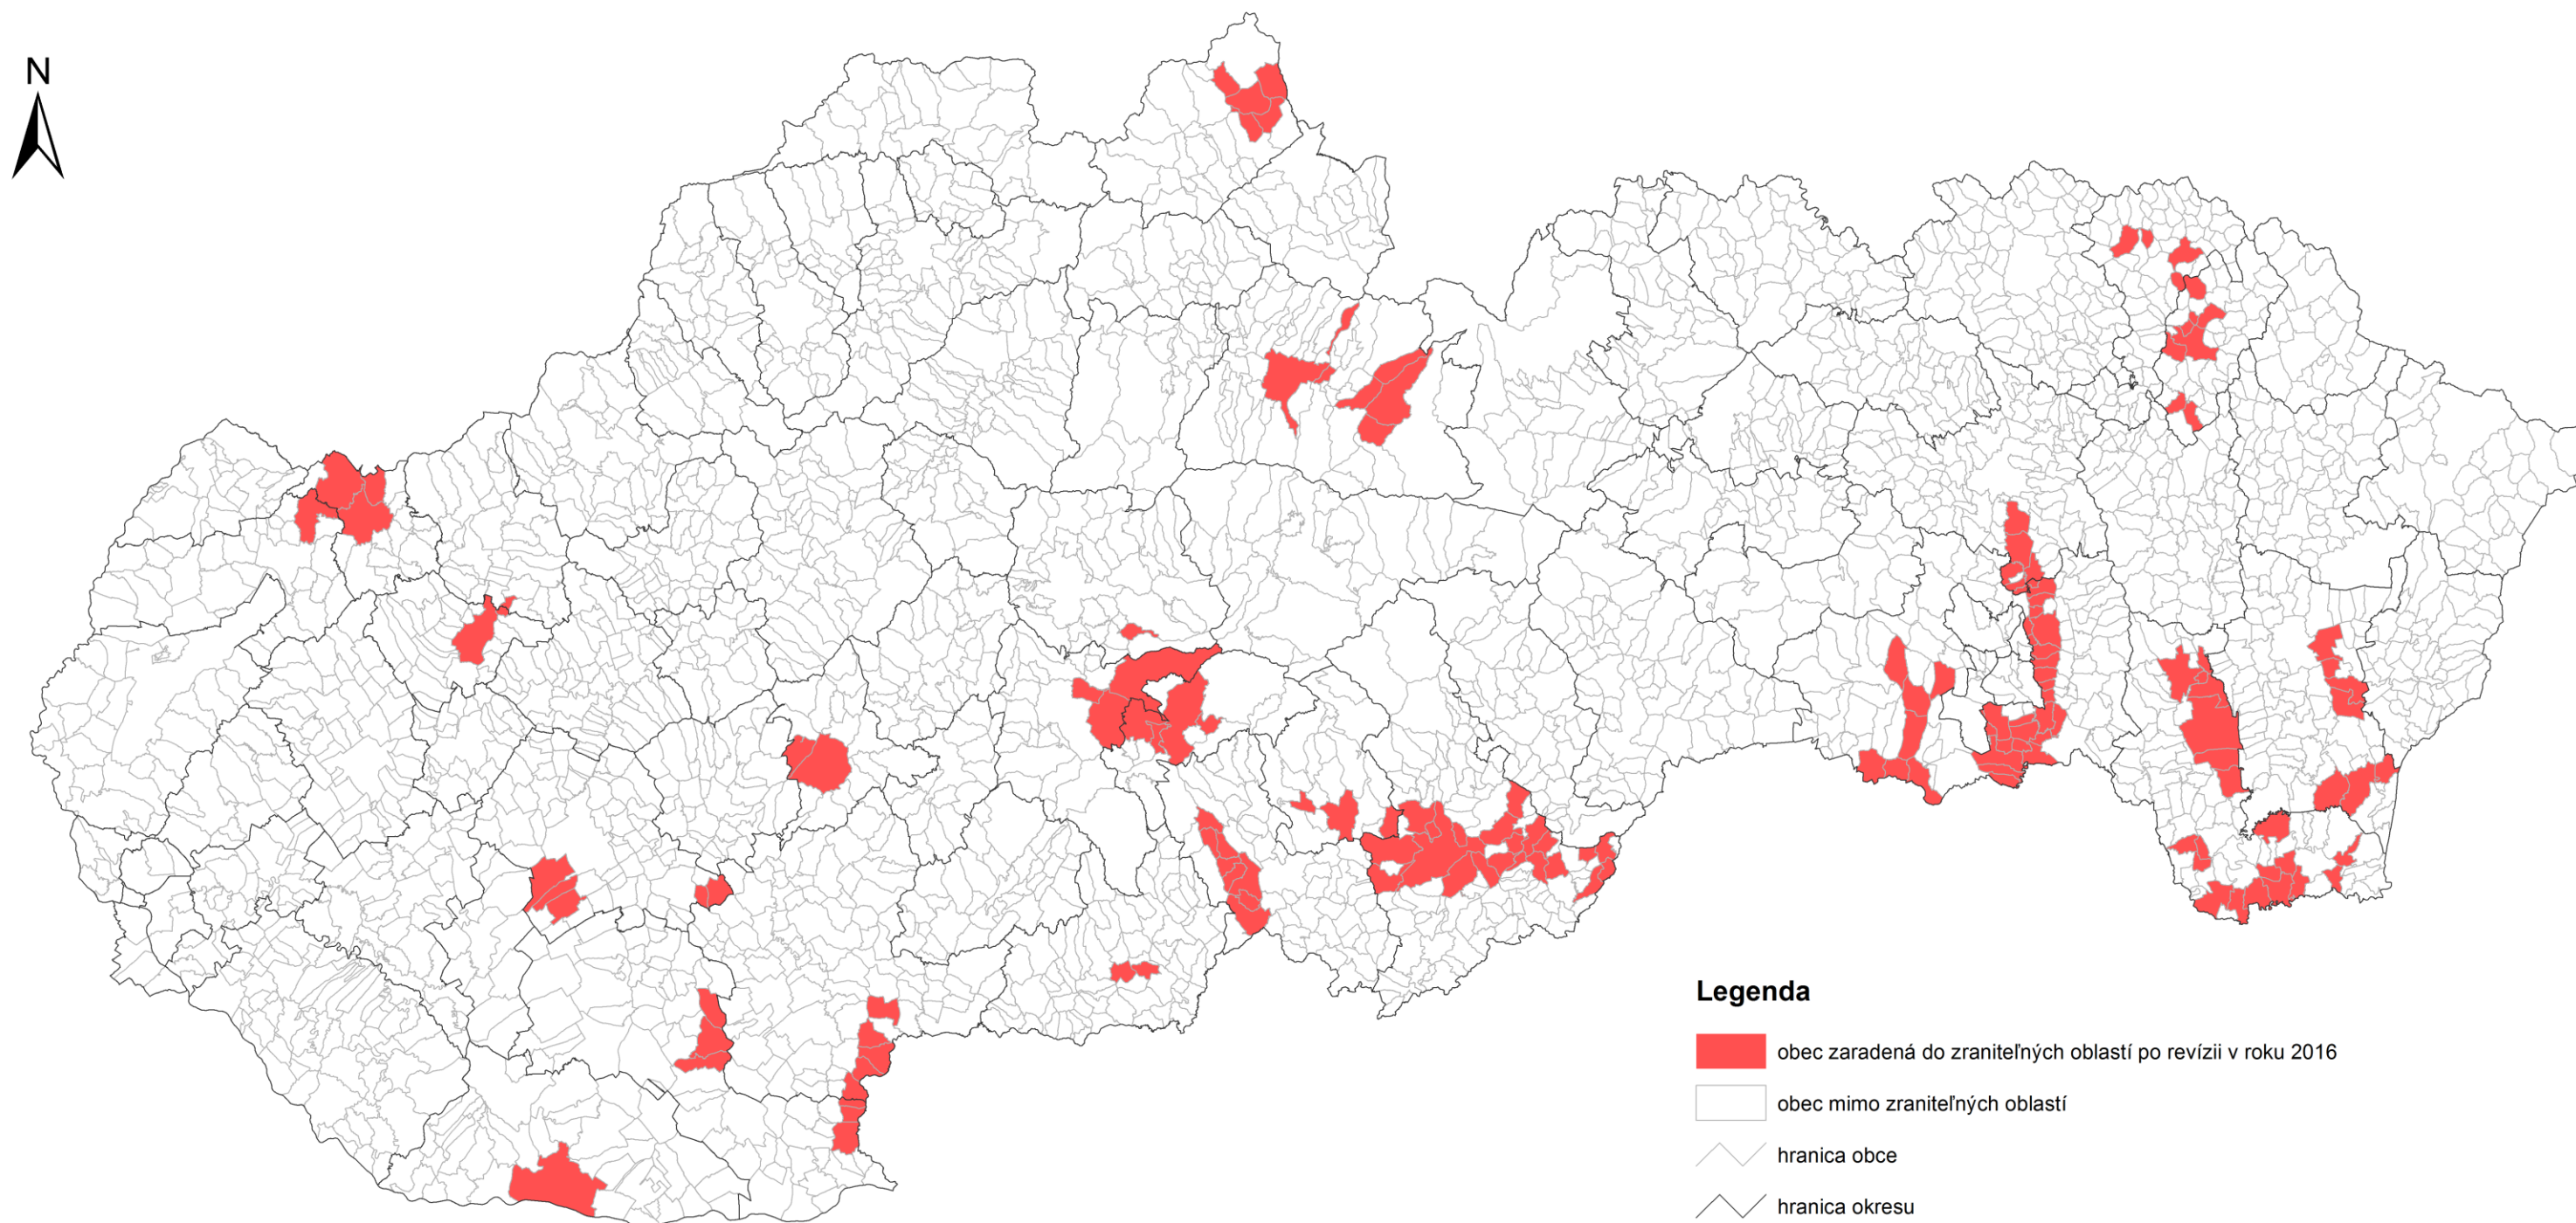 N
Legenda
obec zaradená do zraniteľných oblastí po revízii v roku 2016
obec mimo zraniteľných oblastí
hranica obce
hranica okresu